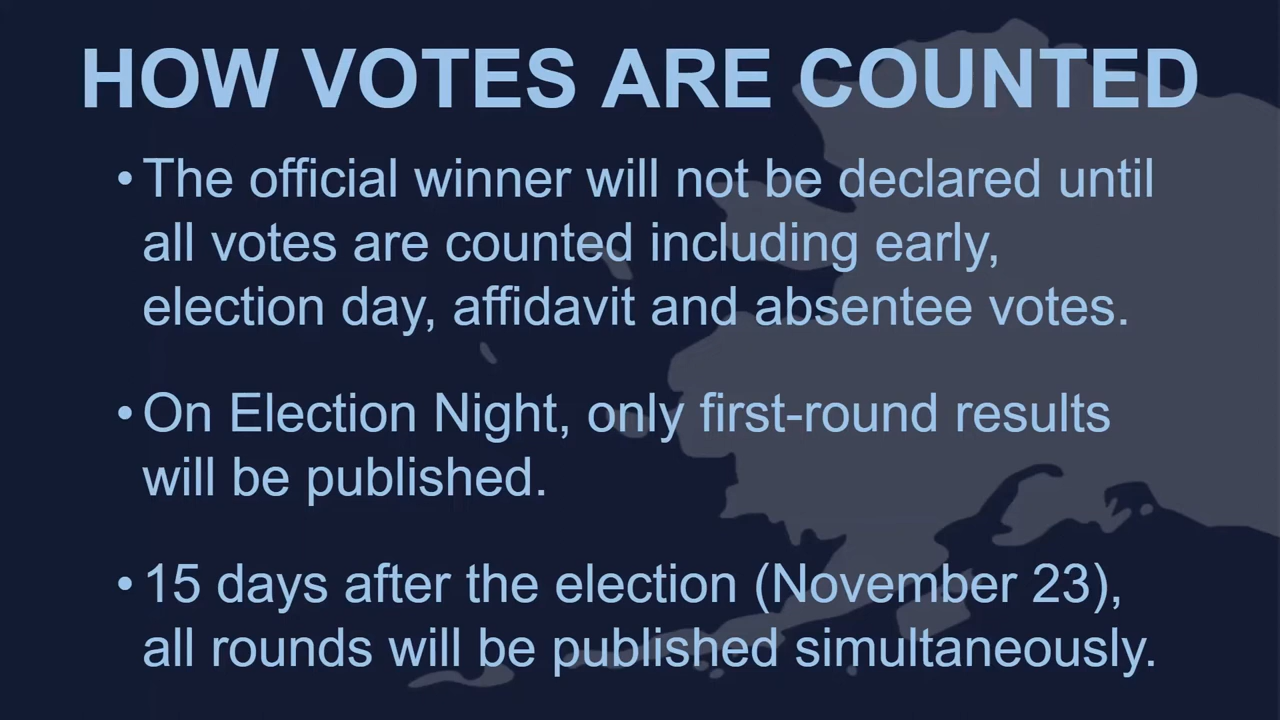 HOW VOTES ARE COUNTED
• The official winner will not be declared until
all votes are counted including early,
election day, affidavit and absentee votes.
• On Election Night, only first-round results
will be published.
• 15 days after the election (November 23),
all rounds will be published simultaneously.